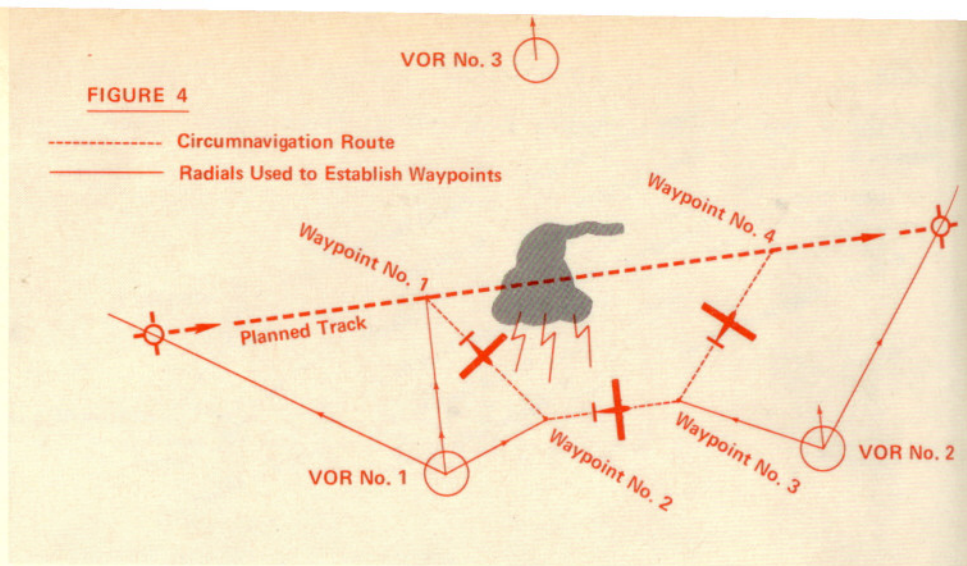 VOR No. 3
FIGURE 4
Circumnavigation Route
Radials Used to Establish Waypoints
Waypoint No. 4
Waypoint No. 1
Planned Track
VOR No. 1
Waypoint No. 2
Waypoint No. 3
VOR No. 2